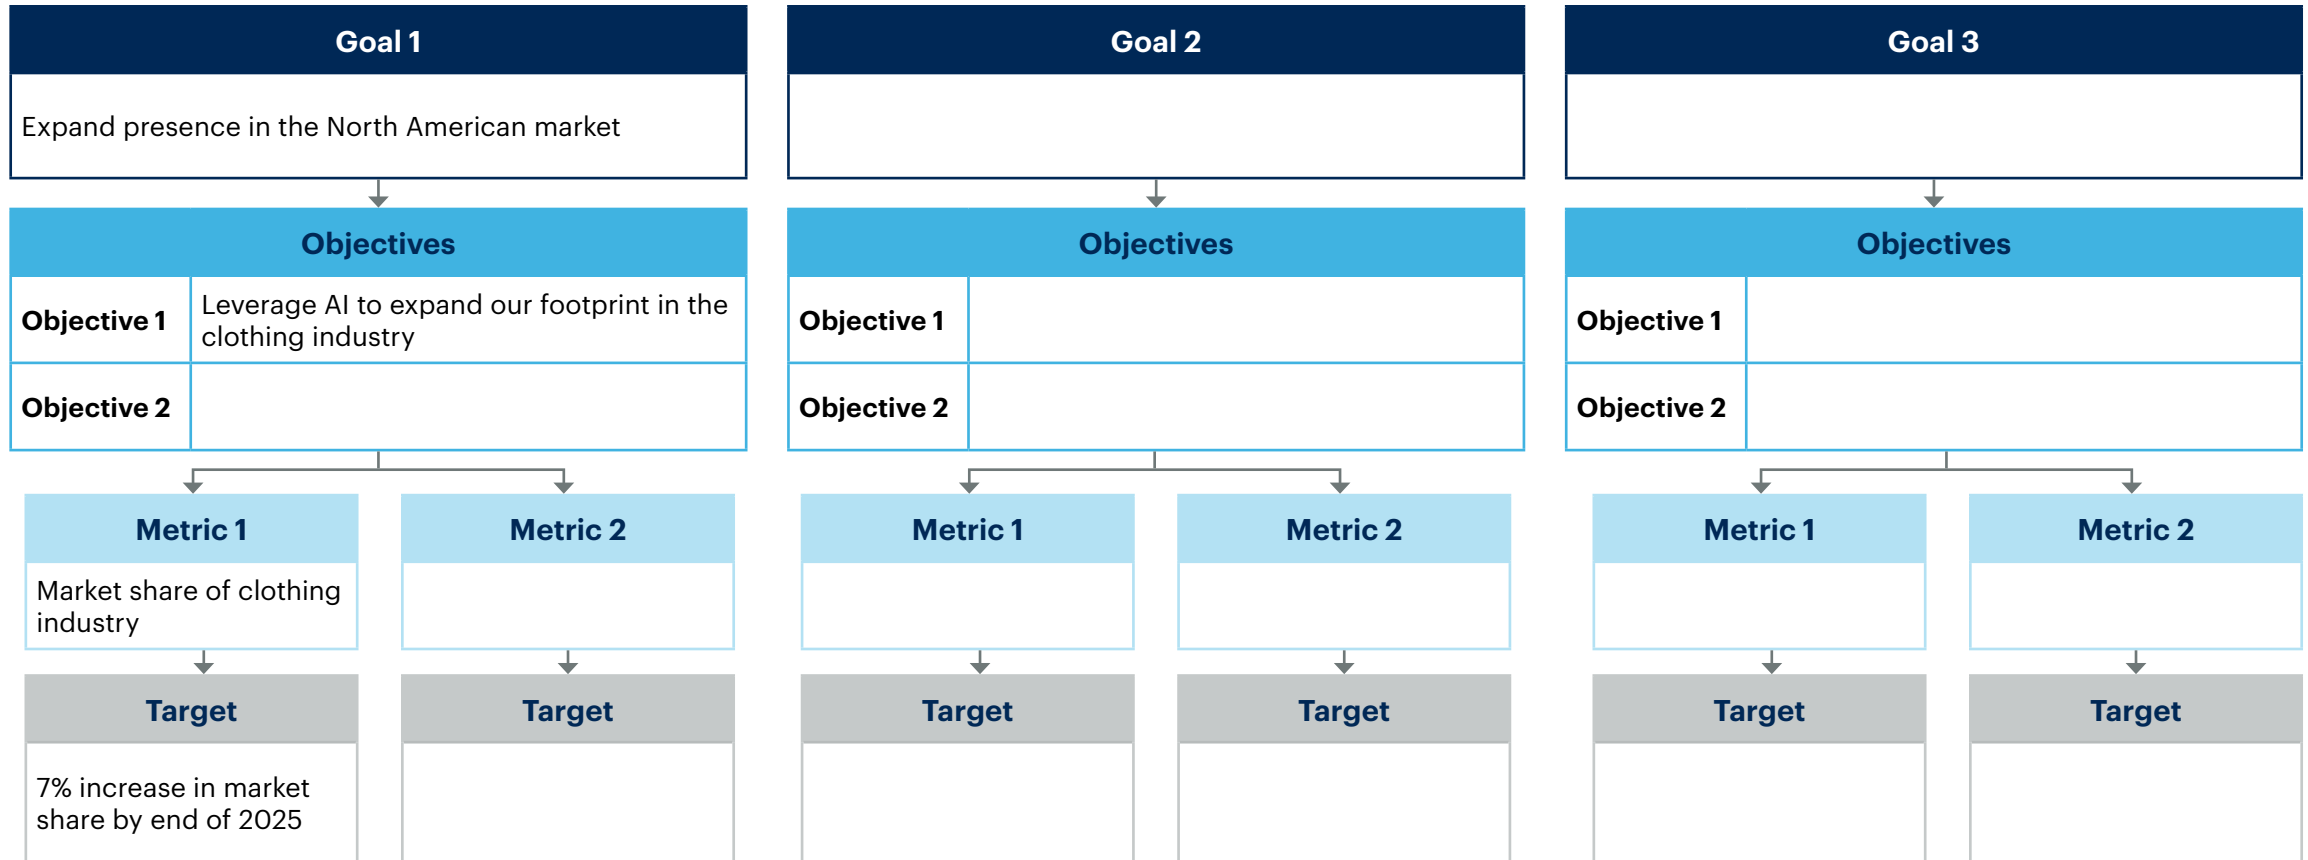 Goal 1
Goal 2
Goal 3
Expand presence in the North American market
Objectives
Objectives
Objectives
Objective 1
Leverage AI to expand our footprint in the
clothing industry
Objective 1
Objective 1
Objective 2
Objective 2
Objective 2
Metric 1
Metric 2
Metric 1
Metric 2
Metric 1
Metric 2
Market share of clothing
industry
Target
Target
Target
Target
Target
Target
7% increase in market
share by end of 2025